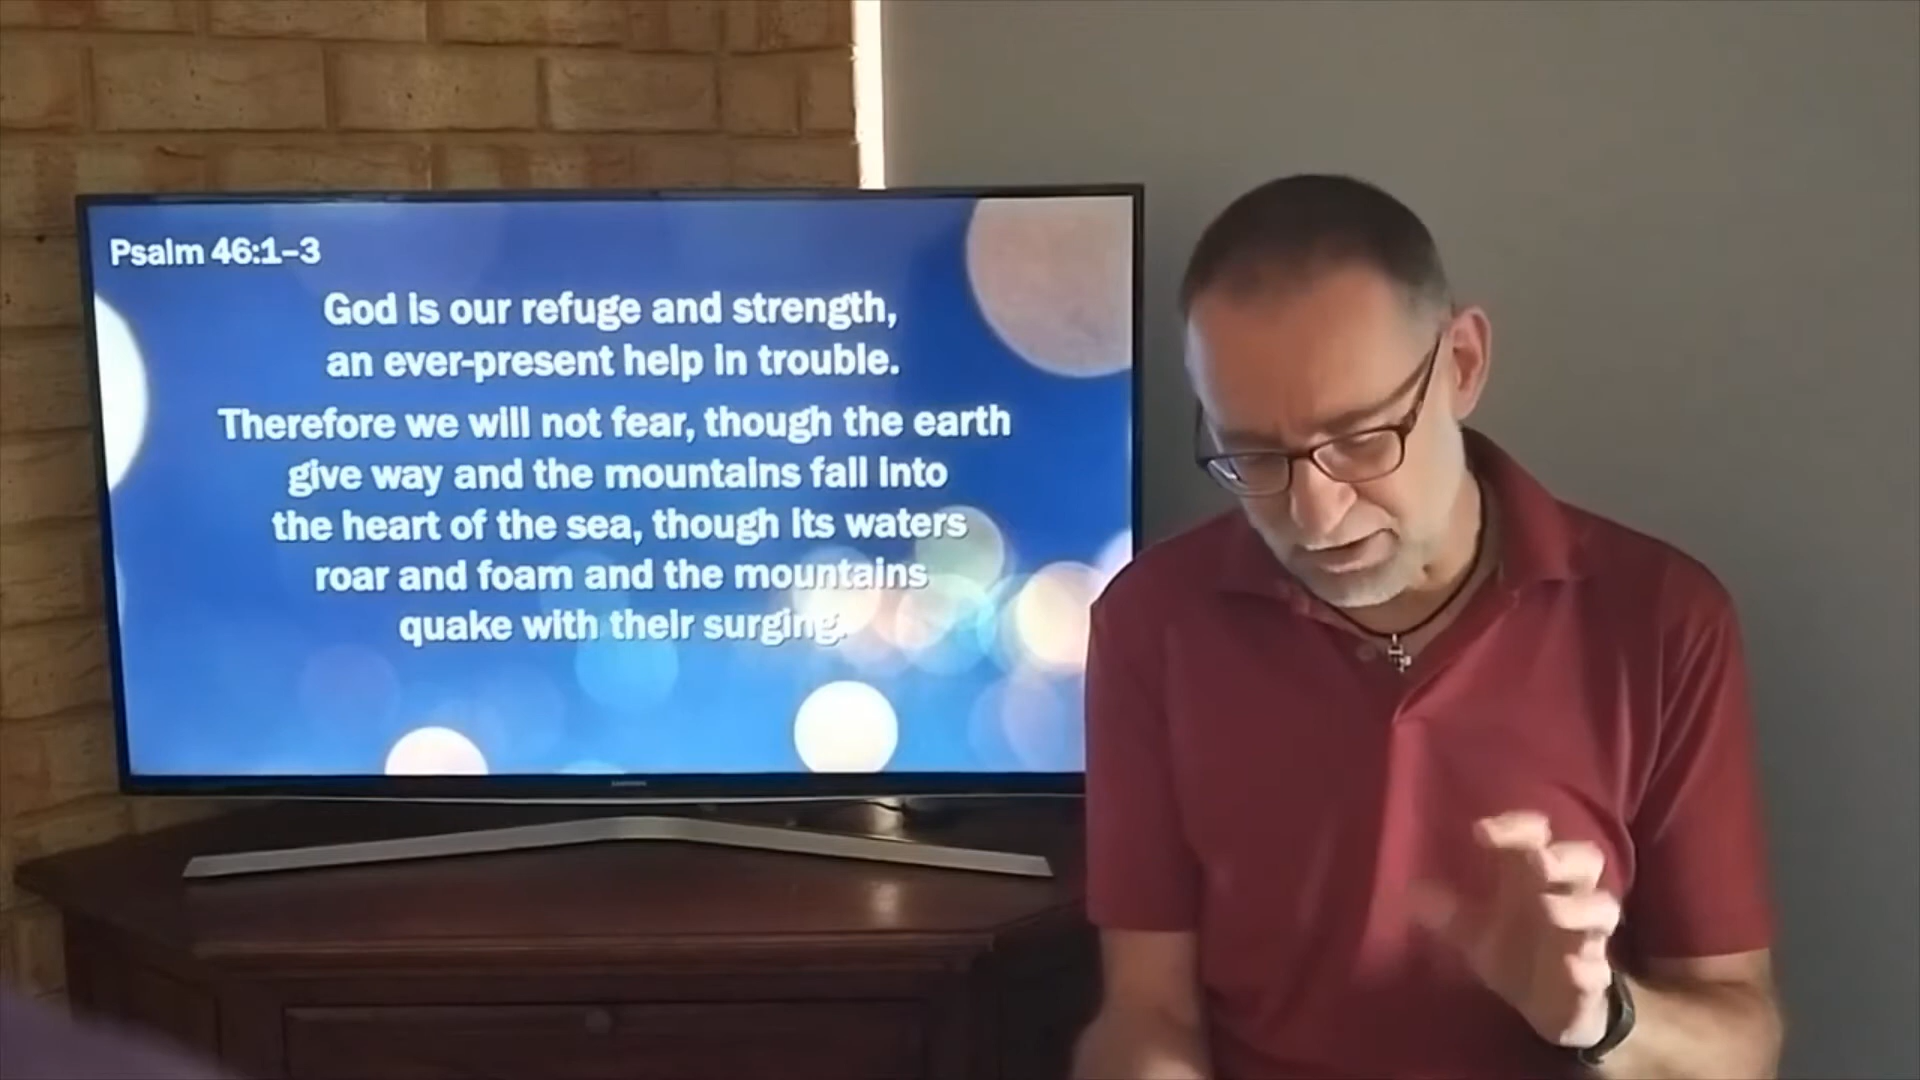 Psalm 46:1–3
God is our refuge and strength,
an ever-present help in trouble.
Therefore we will not fear, though the earth
give way and the mountains fall into
the heart of the sea, though its waters
roar and foam and the mountains
quake with their surging.
SAMSUNG